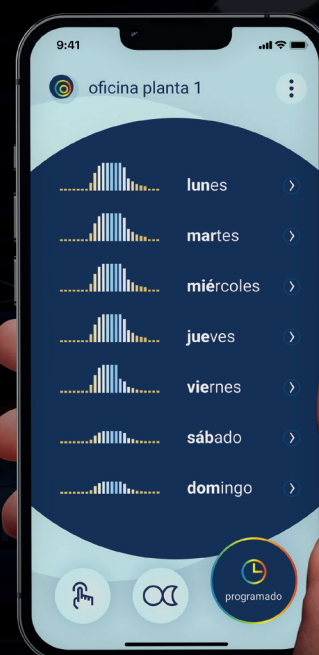 9:41
oficina planta 1
lunes
martes
miércoles
jueves
viernes
sábado
domingo
programado